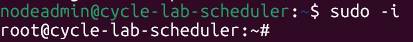 nodeadmin@cycle-lab-scheduler:~$ sudo -i
root@cycle-lab-scheduler:~#